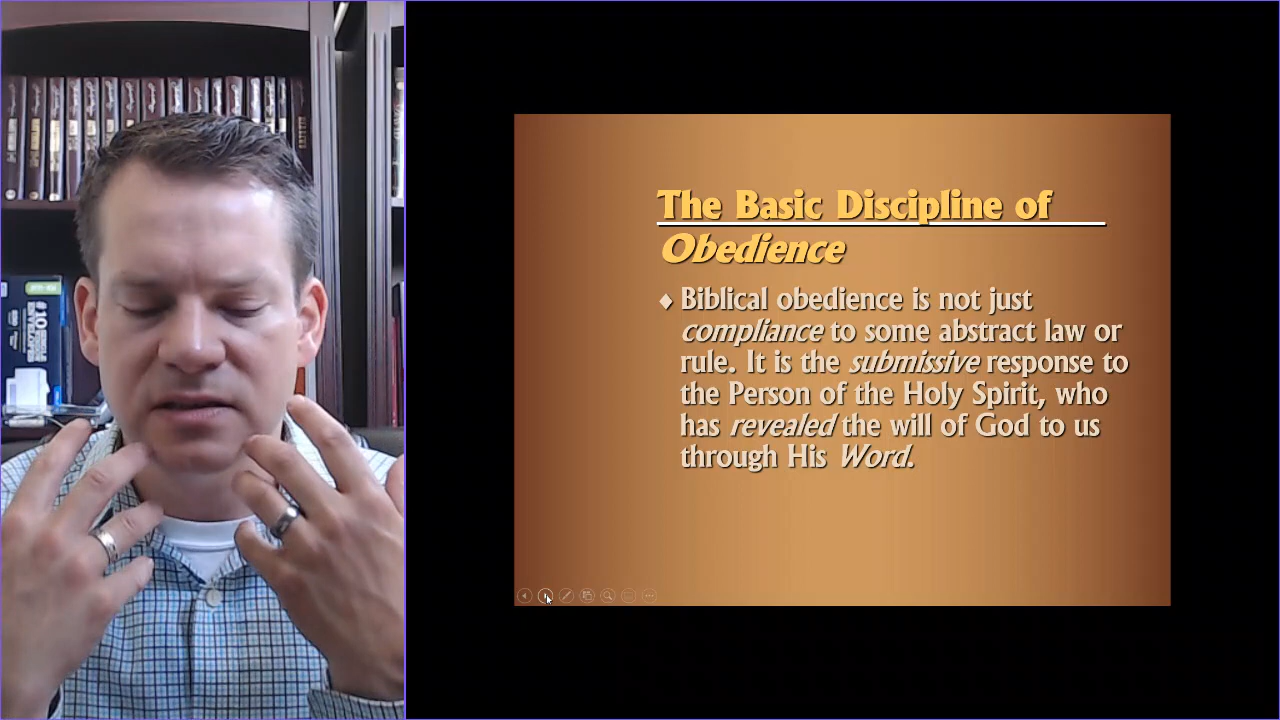 The Basic Discipline of
Obedience
♦ Biblical obedience is not just
compliance to some abstract law or
rule. It is the submissive response to
the Person of the Holy Spirit, who
has revealed the will of God to us
through His Word.
#10